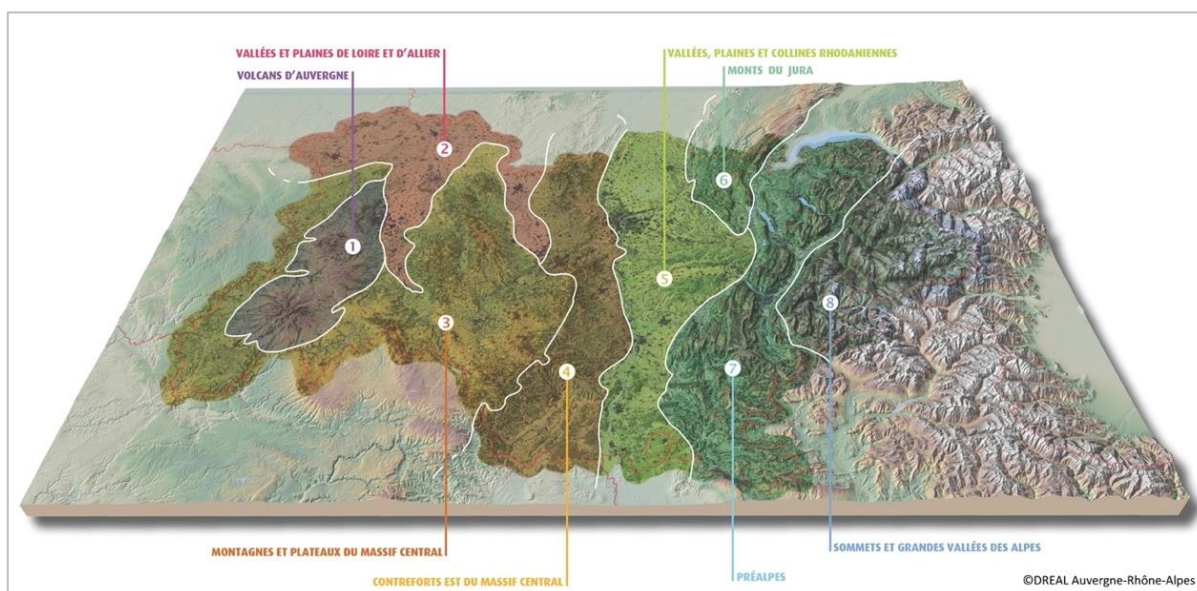 VALLÉES ET PLAINES DE LOIRE ET D'ALLIER
VOLCANS D'AUVERGNE
VALLÉES, PLAINES ET COLLINES RHODANIENNES
MONTS DU JURA
2
6
1
5
8
3
7
4
MONTAGNES ET PLATEAUX DU MASSIF CENTRAL
SOMMETS ET GRANDES VALLÉES DES ALPES
CONTREFORTS EST DU MASSIF CENTRAL
PRÉALPES
©DREAL Auvergne-Rhône-Alpes